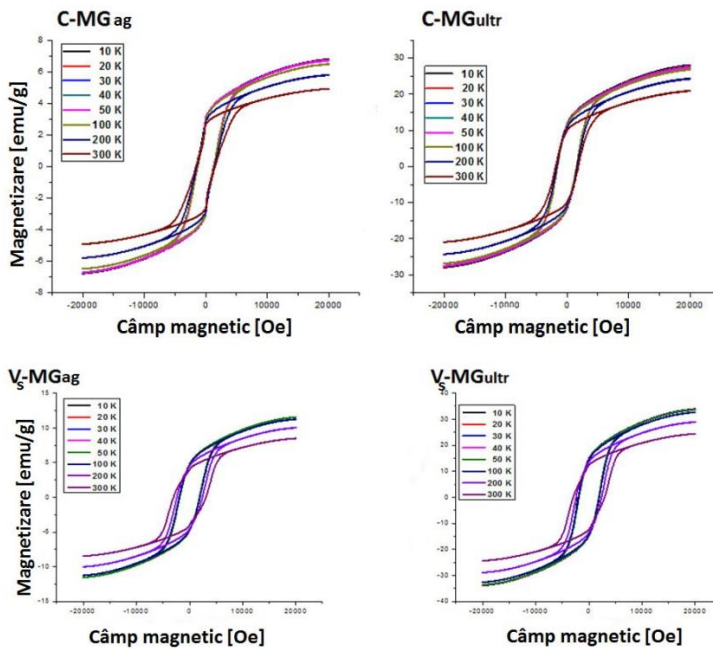 C-MG ag
Magnetizare [emu/g]
8
6
4
2
0
-2
-4
-6
-8
10 K
20 K
30 K
40 K
50 K
100 K
200 K
300 K
-20000 -10000 0 10000 20000
Câmp magnetic [Oe]
C-MGultr
30
20
10
0
-10
-20
-30
10 K
20 K
30 K
40 K
50 K
100 K
200 K
300 K
-20000 -10000 0 10000 20000
Câmp magnetic [Oe]
Vs-MGag
Magnetizare [emu/g]
15
10
5
0
-5
-10
-15
10 K
20 K
30 K
40 K
50 K
100 K
200 K
300 K
-20000 -10000 0 10000 20000
Câmp magnetic [Oe]
Vs-MGultr
40
30
20
10
0
-10
-20
-30
-40
10 K
20 K
30 K
40 K
50 K
100 K
200 K
300 K
-20000 -10000 0 10000 20000
Câmp magnetic [Oe]